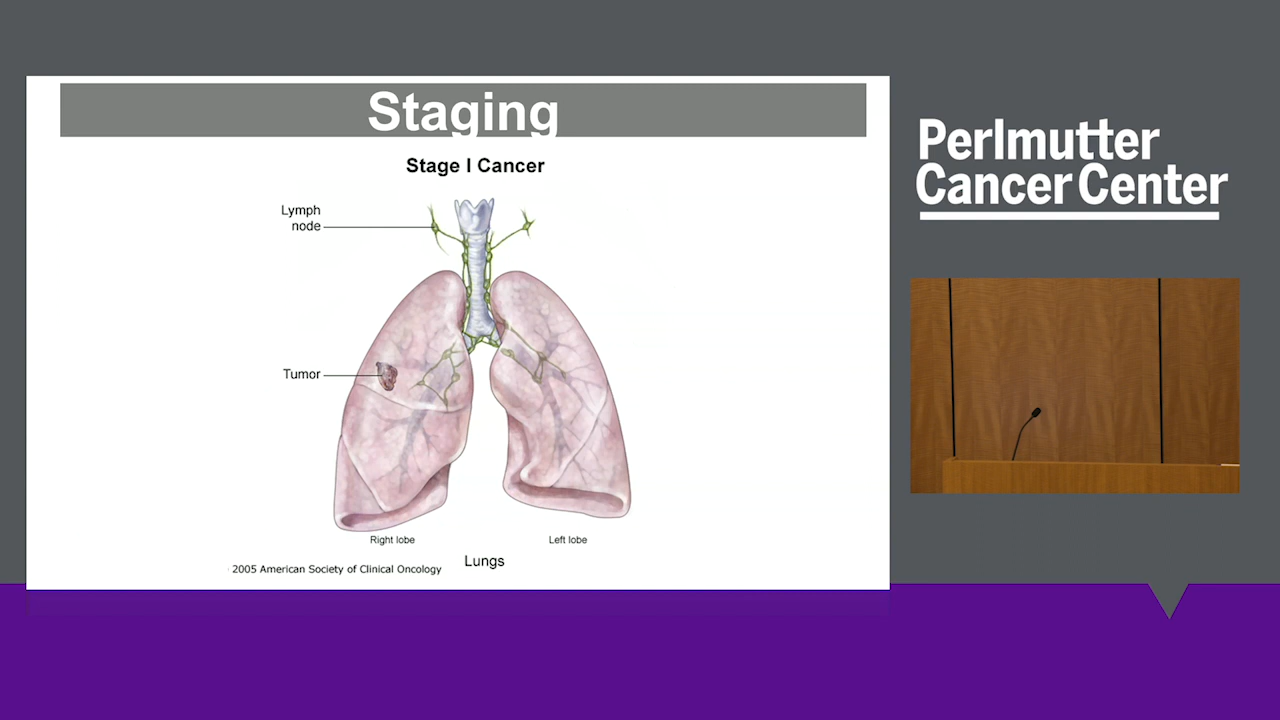 Staging
Stage I Cancer
Lymph
node
Tumor
Right lobe
Left lobe
Lungs
2005 American Society of Clinical Oncology
Perlmutter
Cancer Center